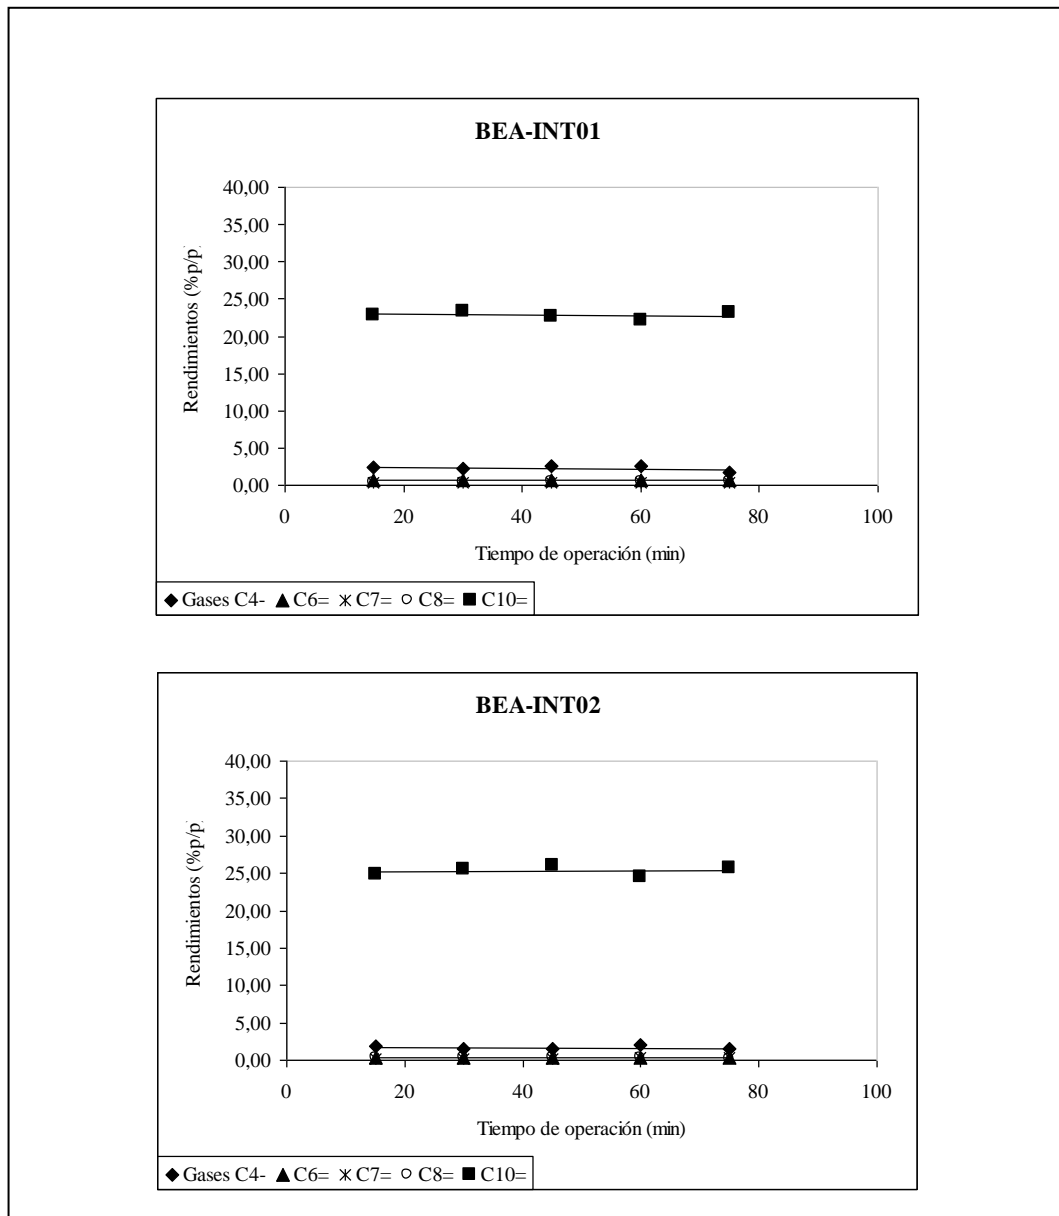 BEA-INT01
40,00
35,00
30,00
25,00
20,00
15,00
10,00
5,00
0,00
Rendimientos (%p/p)
0 20 40 60 80 100
Tiempo de operación (min)
Gases C4- C6= C7= C8= C10=
BEA-INT02
40,00
35,00
30,00
25,00
20,00
15,00
10,00
5,00
0,00
Rendimientos (%p/p)
0 20 40 60 80 100
Tiempo de operación (min)
Gases C4- C6= C7= C8= C10=